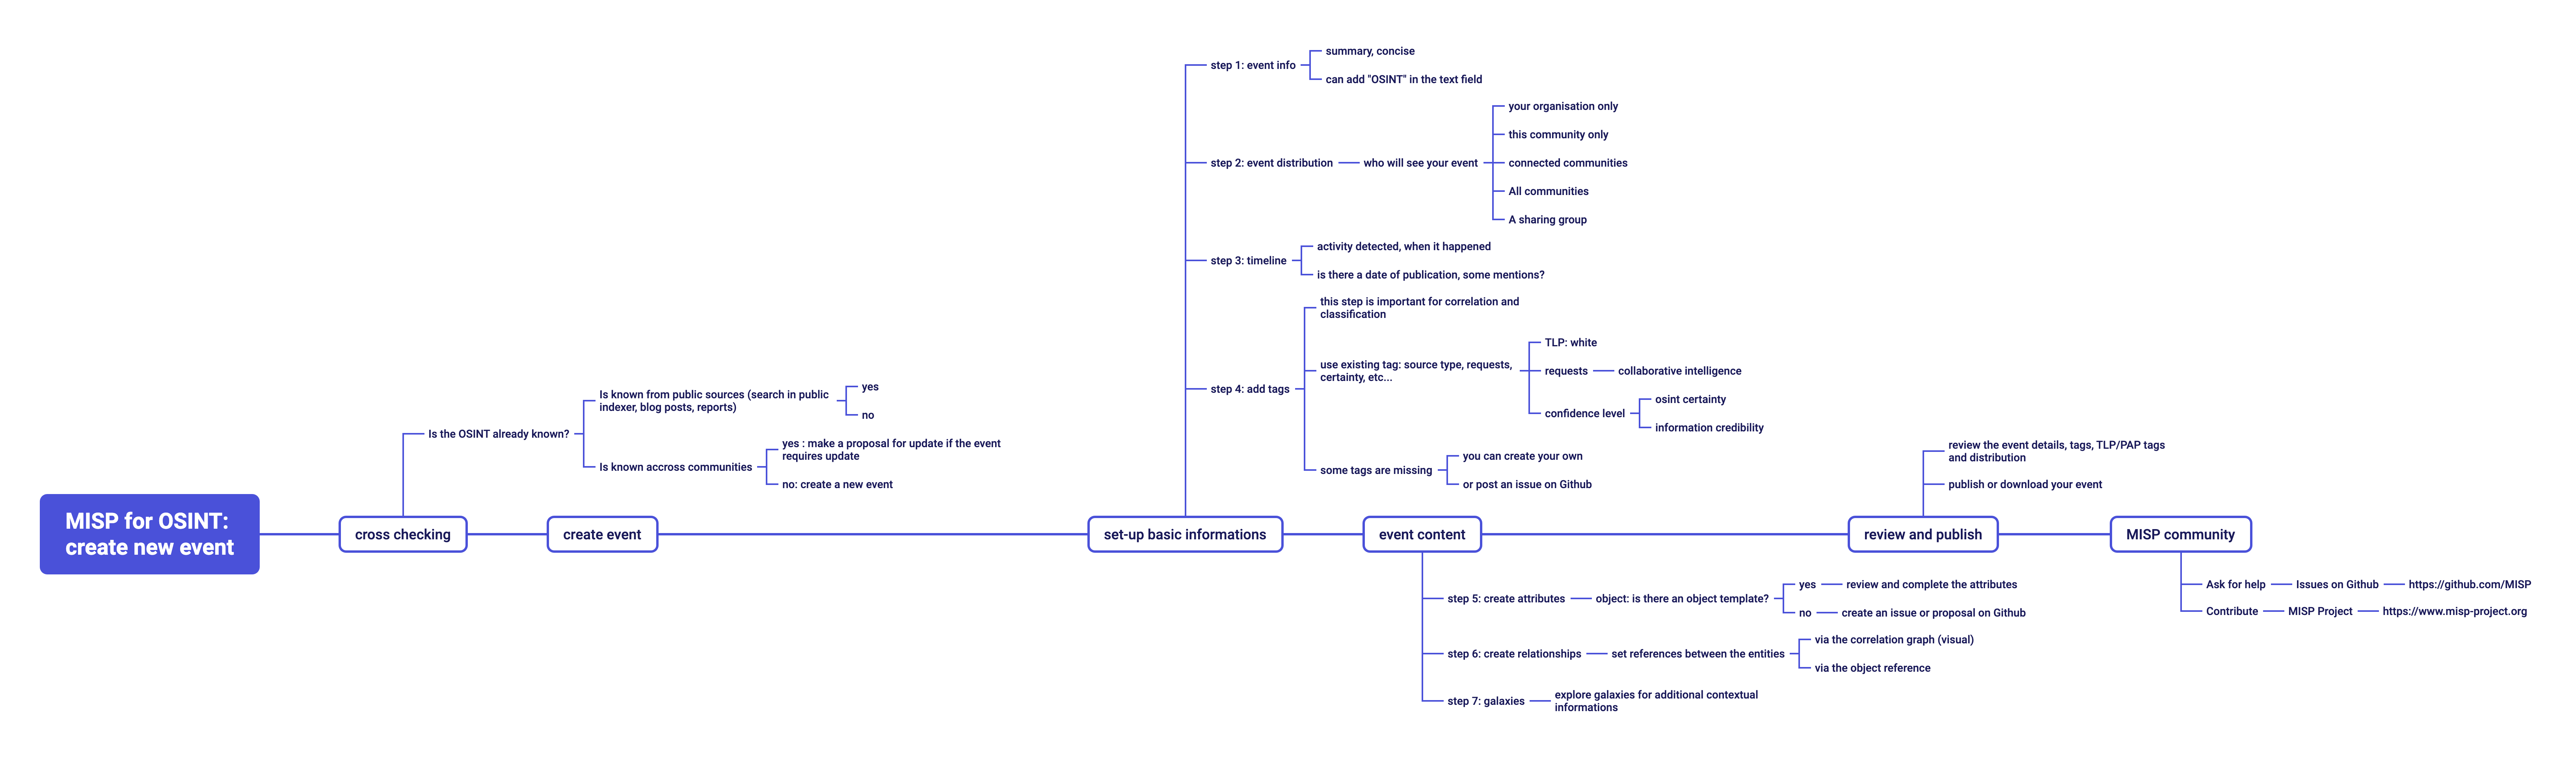 MISP for OSINT:
create new event
cross checking
Is the OSINT already known?
Is known from public sources (search in public
indexer, blog posts, reports)
yes
no
Is known accross communities
yes : make a proposal for update if the event
requires update
no: create a new event
create event
set-up basic informations
step 1: event info
summary, concise
can add "OSINT" in the text field
step 2: event distribution
who will see your event
your organisation only
this community only
connected communities
All communities
A sharing group
step 3: timeline
activity detected, when it happened
is there a date of publication, some mentions?
step 4: add tags
this step is important for correlation and
classification
use existing tag: source type, requests,
certainty, etc...
TLP: white
requests
collaborative intelligence
confidence level
osint certainty
information credibility
some tags are missing
you can create your own
or post an issue on Github
event content
step 5: create attributes
object: is there an object template?
yes
review and complete the attributes
no
create an issue or proposal on Github
step 6: create relationships
set references between the entities
via the correlation graph (visual)
via the object reference
step 7: galaxies
explore galaxies for additional contextual
informations
review and publish
review the event details, tags, TLP/PAP tags
and distribution
publish or download your event
MISP community
Ask for help
Issues on Github
https://github.com/MISP
Contribute
MISP Project
https://www.misp-project.org